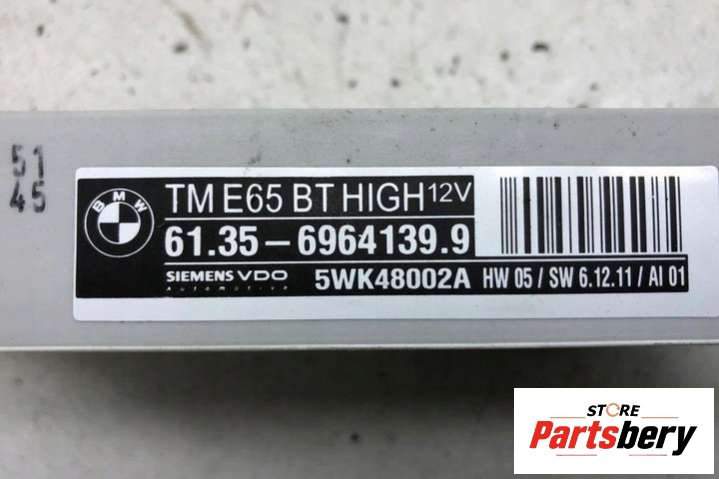 51
45
BMW
TM E65 BT HIGH 12V
61.35 - 6964139.9
SIEMENS VDO
Automotive
5WK48002A HW 05 / SW 6.12.11 / AI 01
STORE
Partsbery